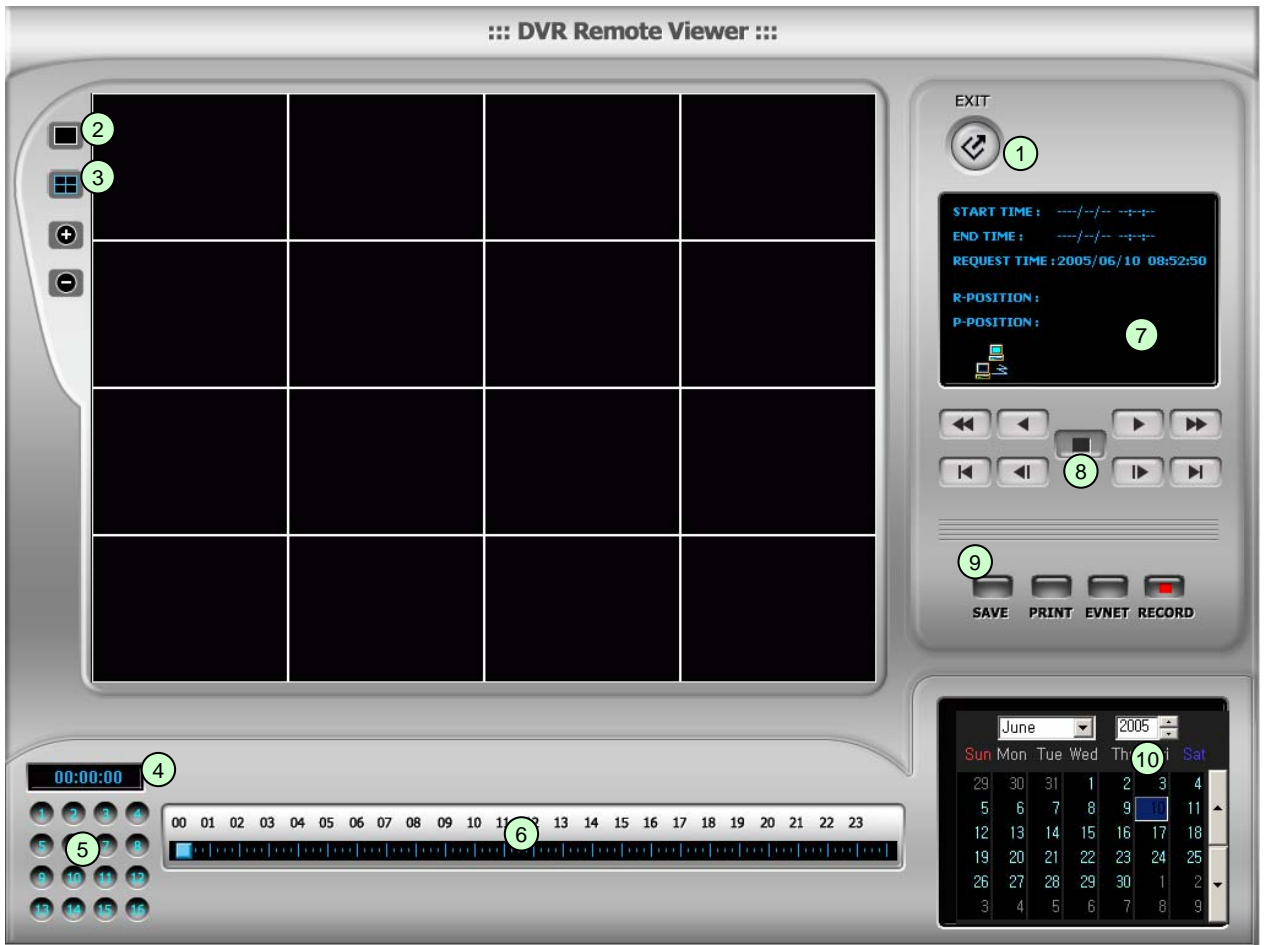 ::: DVR Remote Viewer :::
EXIT
1
2
3
START TIME : ----/--/-- --:--:--
END TIME : ----/--/-- --:--:--
REQUEST TIME : 2005/06/10 08:52:50
R-POSITION :
P-POSITION :
7
8
9
SAVE PRINT EVNET RECORD
June 2005
Sun Mon Tue Wed Sat
10
29 30 31 1 2 3 4
5 6 7 8 9 10 11
12 13 14 15 16 17 18
19 20 21 22 23 24 25
26 27 28 29 30 1 2
3 4 5 6 7 8 9
00:00:00
4
1 2 3 4
5 7 8
5
9 10 11 12
13 14 15 16
00 01 02 03 04 05 06 07 08 09 10 11 12 13 14 15 16 17 18 19 20 21 22 23
6